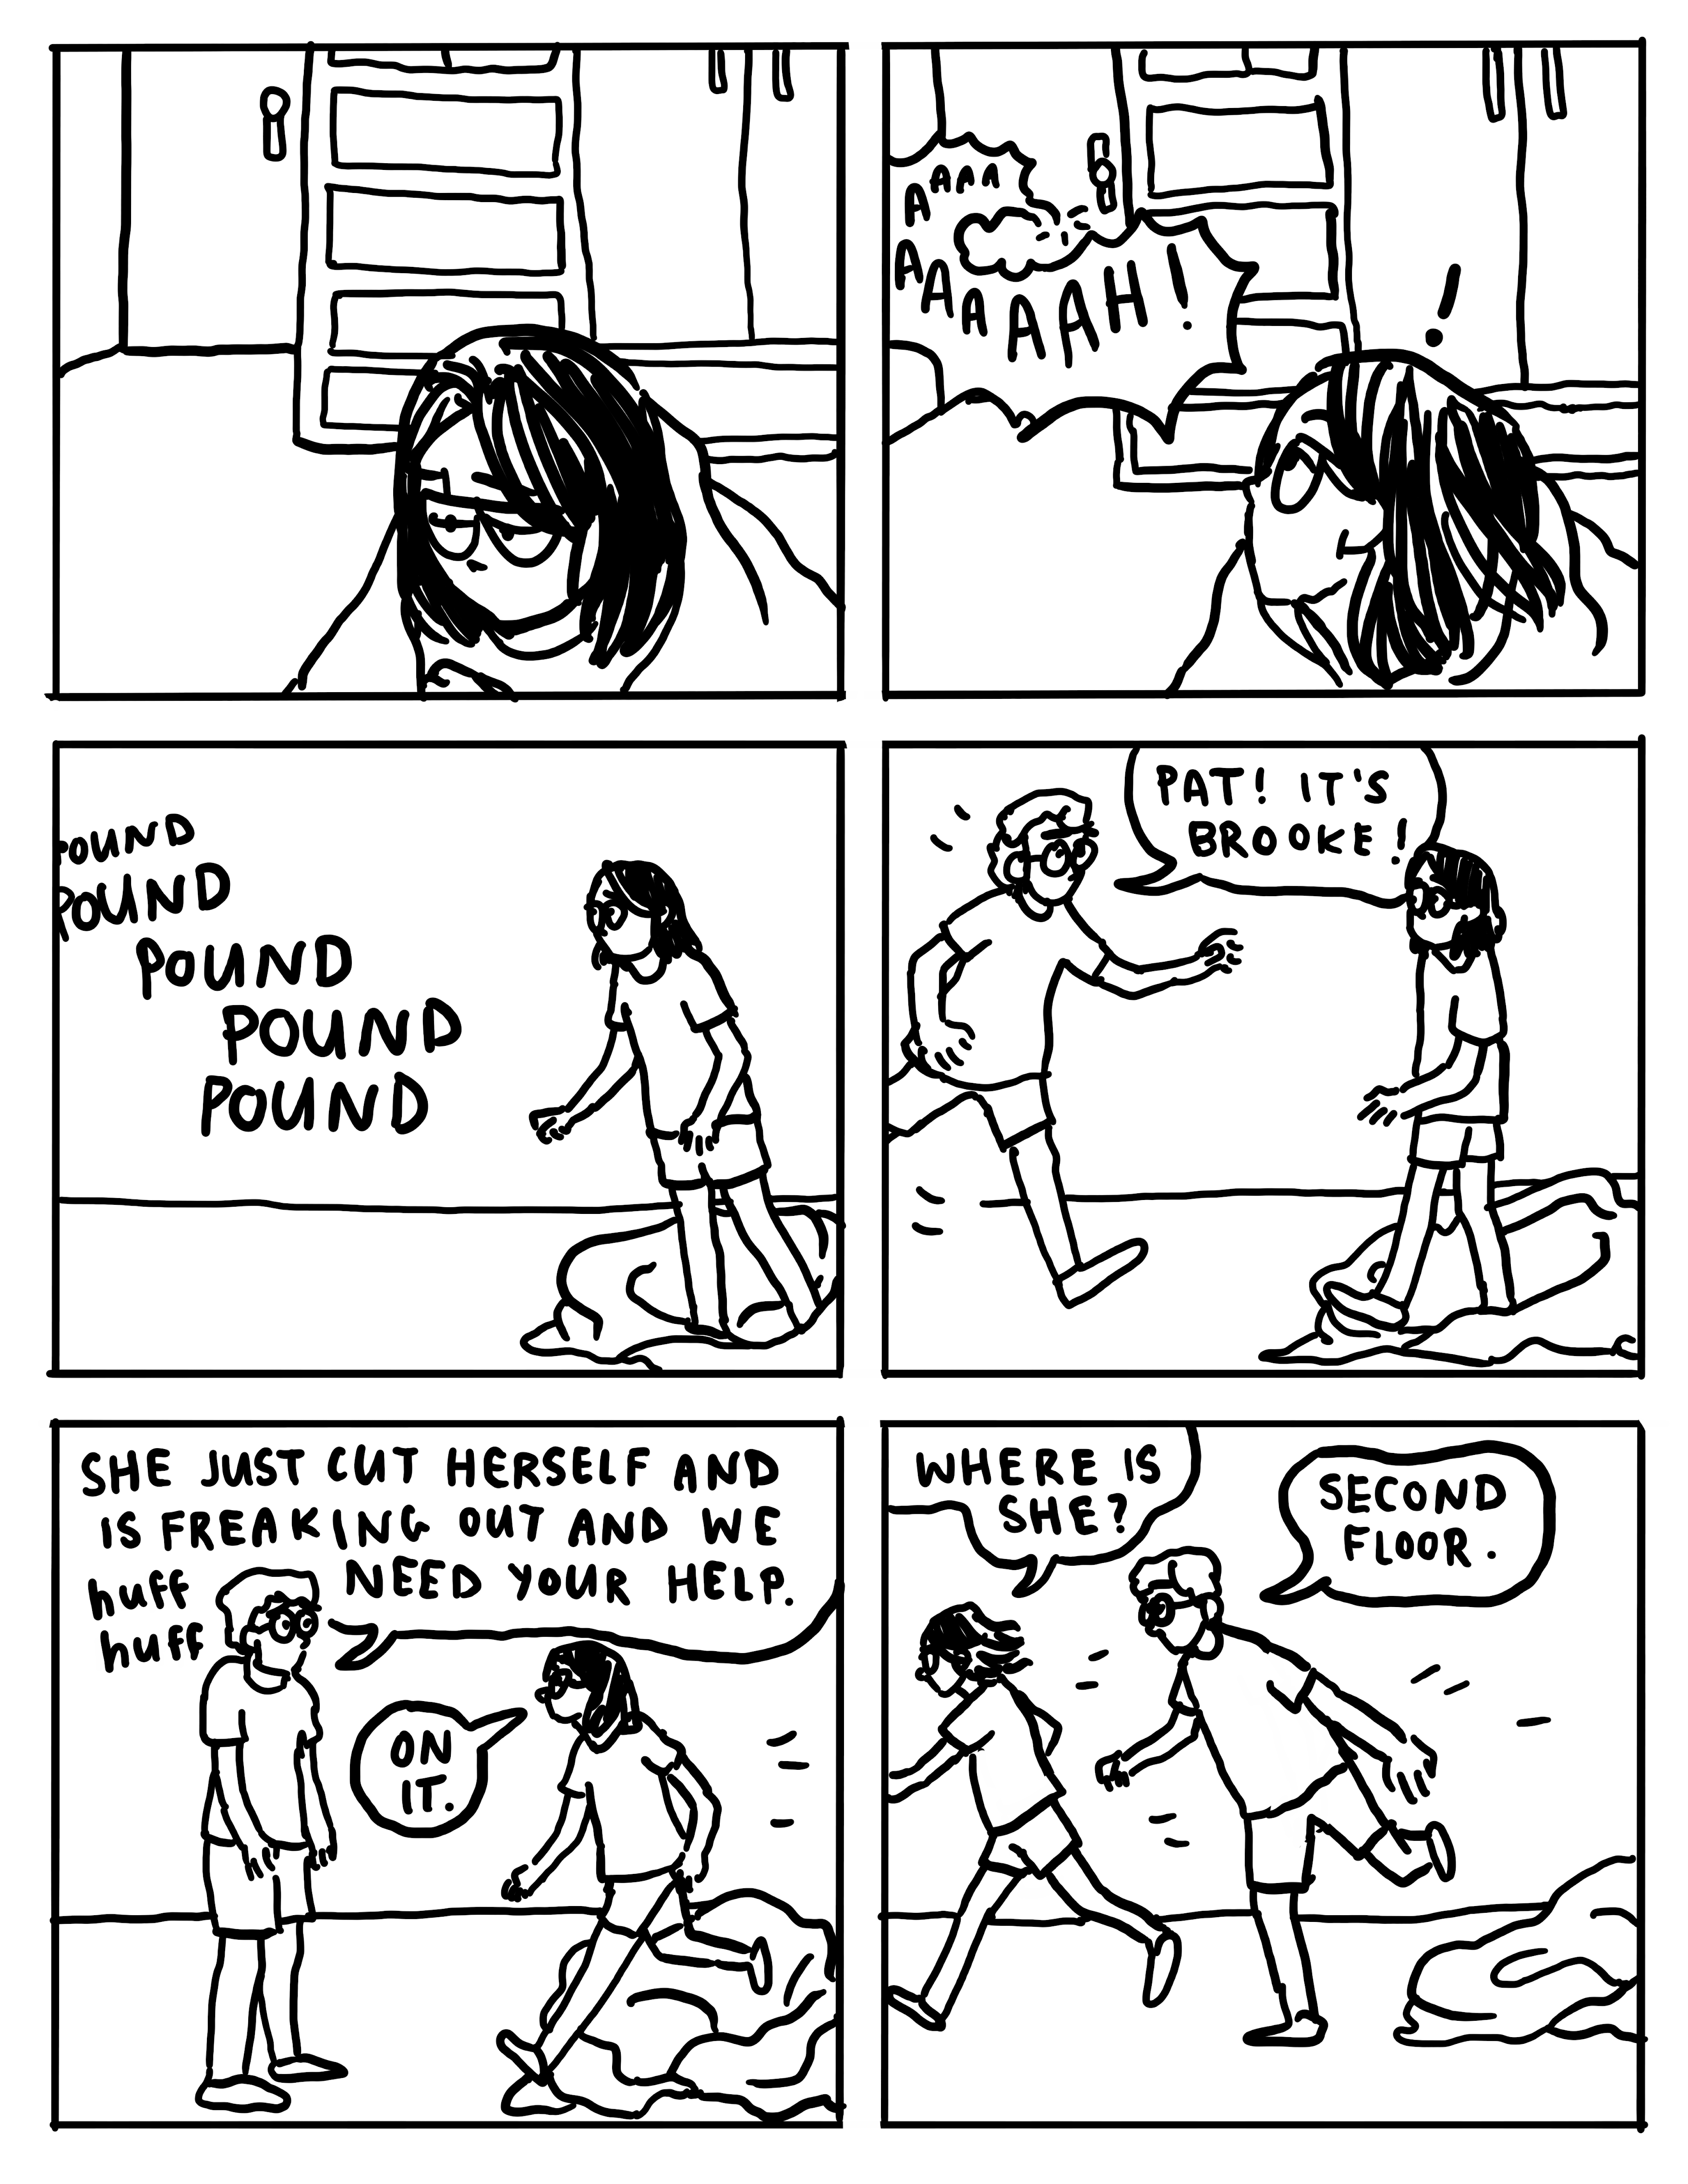 AAAA
AAAAAAH!
!
POUND
POUND
POUND
POUND
POUND
PAT! IT'S
BROOKE!
SHE JUST CUT HERSELF AND
IS FREAKING OUT AND WE
NEED YOUR HELP.
huff
huff
ON
IT.
WHERE IS
SHE?
SECOND
FLOOR.